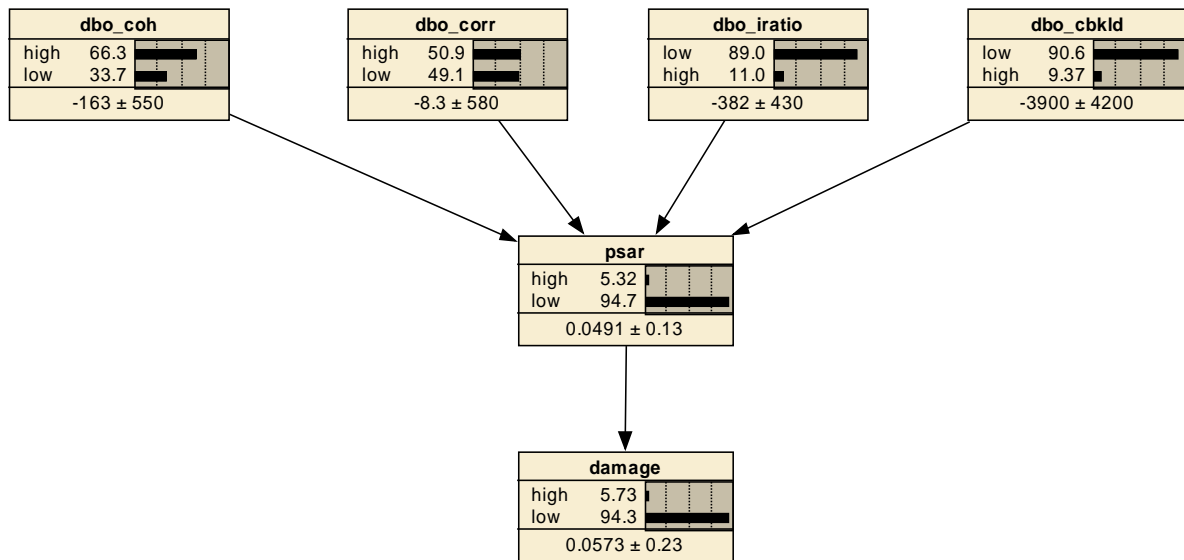 dbo_coh
high 66.3
low 33.7
-163 ± 550
dbo_corr
high 50.9
low 49.1
-8.3 ± 580
dbo_iratio
low 89.0
high 11.0
-382 ± 430
dbo_cbkld
low 90.6
high 9.37
-3900 ± 4200
psar
high 5.32
low 94.7
0.0491 ± 0.13
damage
high 5.73
low 94.3
0.0573 ± 0.23